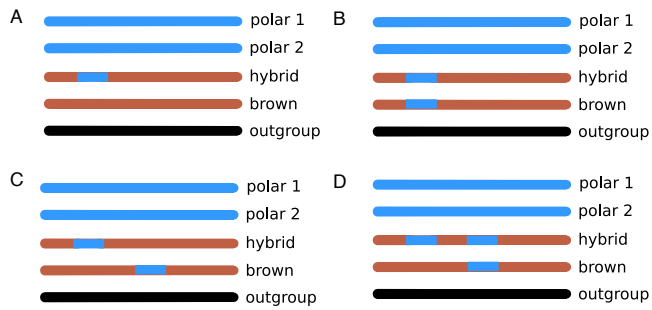 A
polar 1
polar 2
hybrid
brown
outgroup
B
polar 1
polar 2
hybrid
brown
outgroup
C
polar 1
polar 2
hybrid
brown
outgroup
D
polar 1
polar 2
hybrid
brown
outgroup